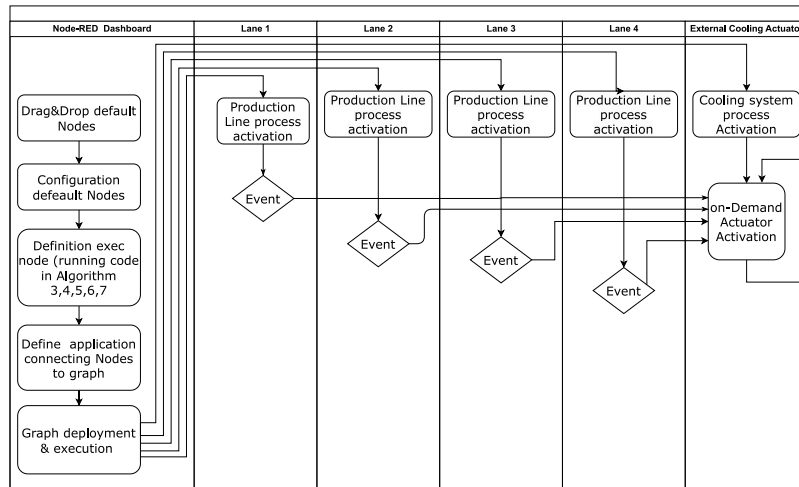 Node-RED Dashboard
Lane 1
Lane 2
Lane 3
Lane 4
External Cooling Actuator
Drag&Drop default
Nodes
Configuration
defeault Nodes
Definition exec
node (running code
in Algorithm
3,4,5,6,7
Define application
connecting Nodes
to graph
Graph deployment
& execution
Production
Line process
activation
Event
Production Line
process
activation
Event
Production Line
process
activation
Event
Production Line
process
activation
Event
Cooling system
process
Activation
on-Demand
Actuator
Activation